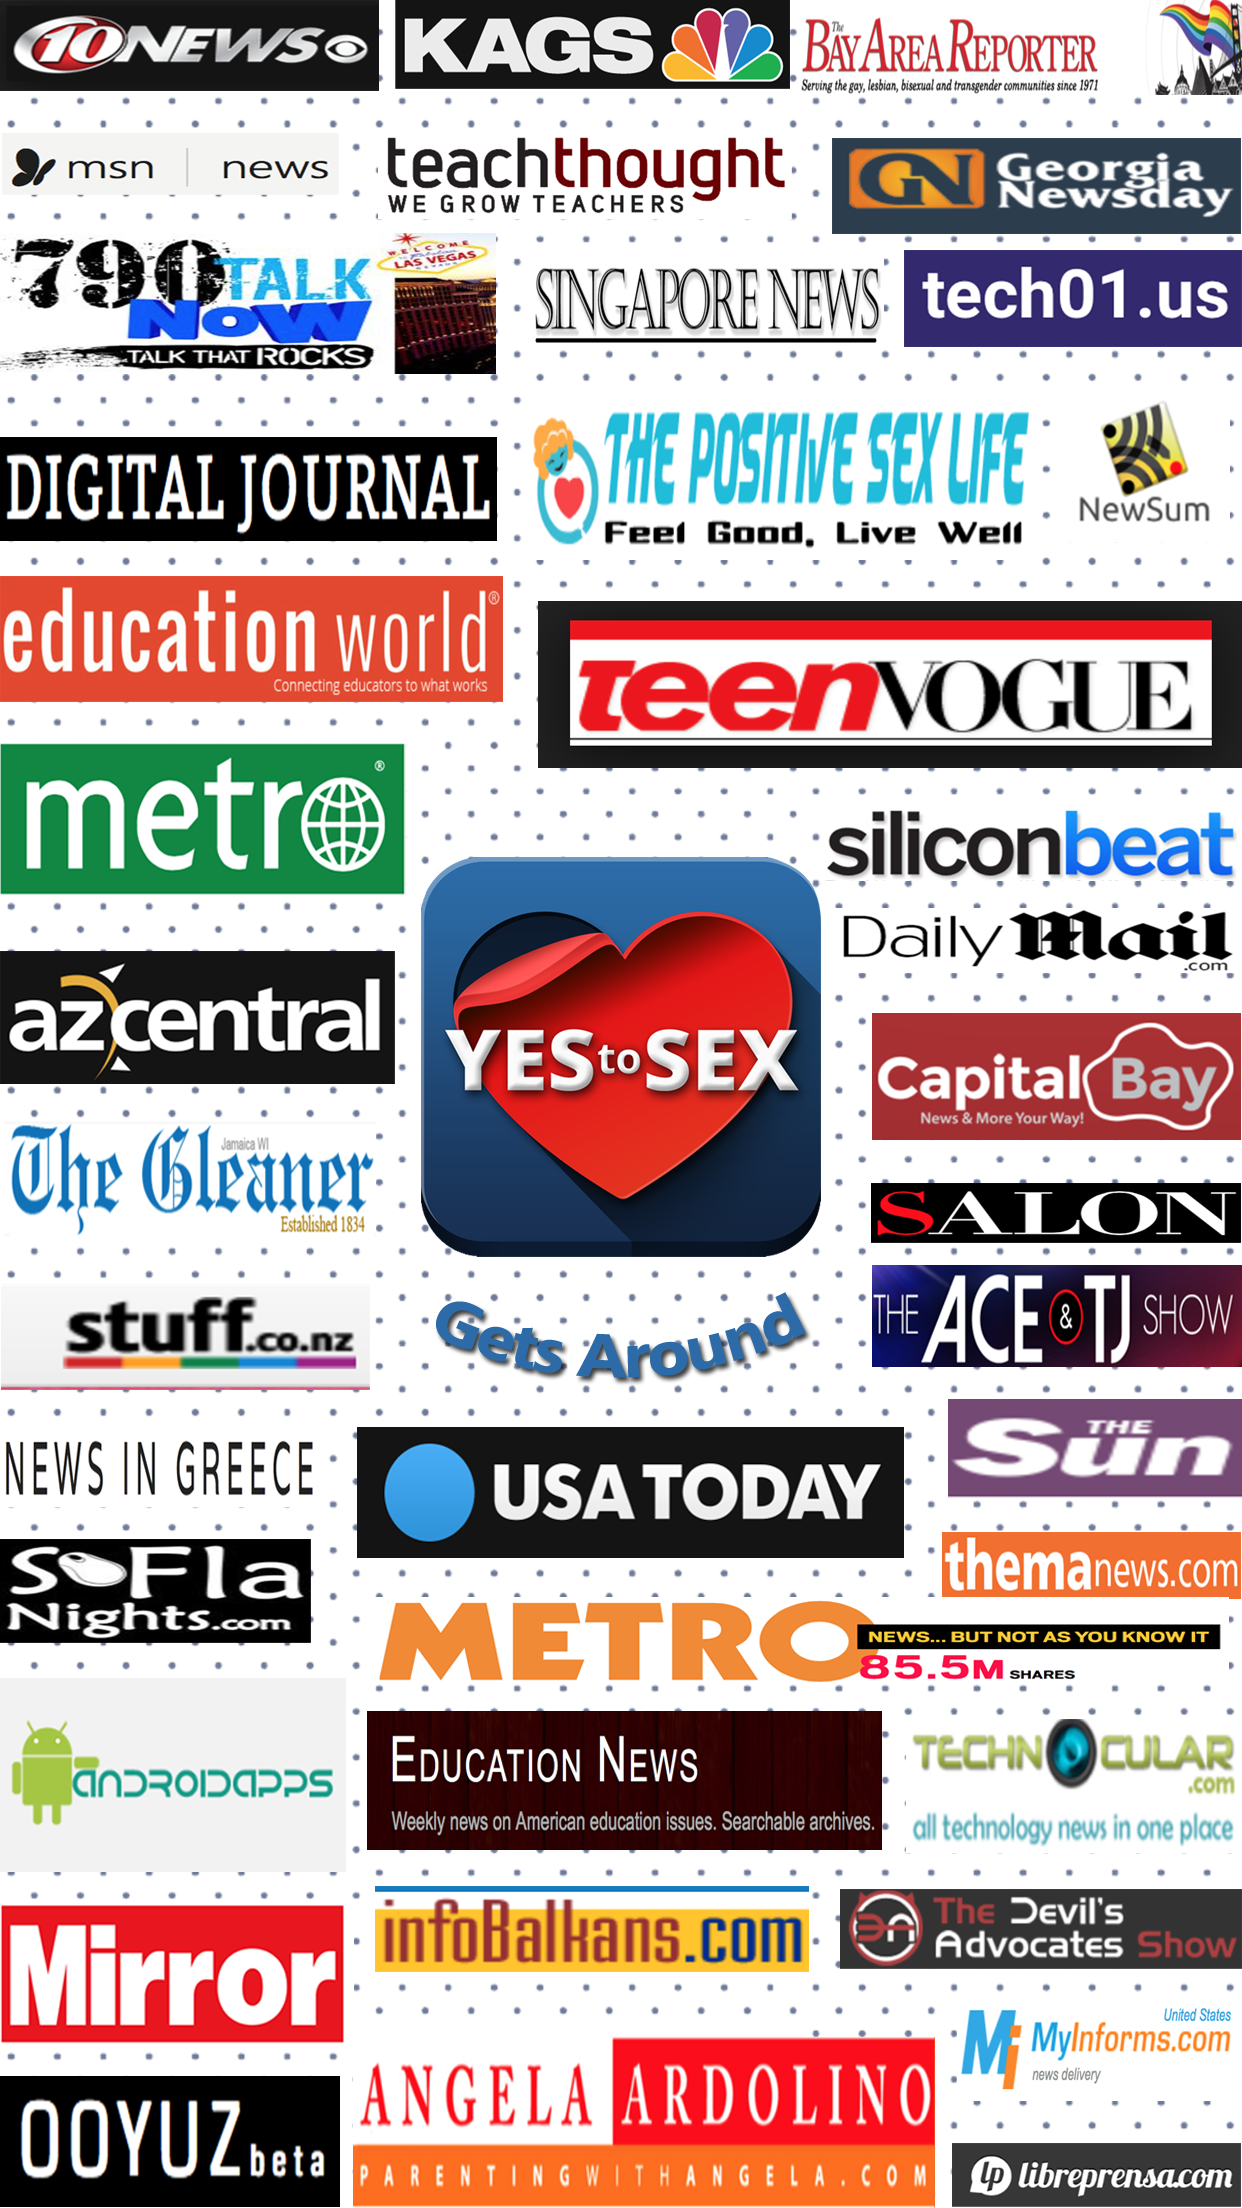 10NEWS
KAGS
The
BAY AREA REPORTER
Serving the gay, lesbian, bisexual and transgender communities since 1971
msn | news
teachthought
WE GROW TEACHERS
GN Georgia
Newsday
790 TALK
NOW
TALK THAT ROCKS
WELCOME
LAS VEGAS
SINGAPORE NEWS
tech01.us
DIGITAL JOURNAL
THE POSITIVE SEX LIFE
Feel Good, Live Well
NewSum
education world®
Connecting educators to what works
teenVOGUE
metro®
siliconbeat
Daily Mail
.com
azcentral
YES to SEX
Capital Bay
News & More Your Way!
The Gleaner
Jamaica WI
Established 1834
SALON
THE ACE & TJ SHOW
stuff.co.nz
Gets Around
NEWS IN GREECE
USA TODAY
THE
Sun
SoFla
Nights.com
themanews.com
METRO
NEWS... BUT NOT AS YOU KNOW IT
85.5M SHARES
androidapps
EDUCATION NEWS
Weekly news on American education issues. Searchable archives.
TECHNOCULAR
.com
all technology news in one place
Mirror
infoBalkans.com
The Devil's
Advocates Show
United States
Mi MyInforms.com
news delivery
OOYUZ beta
ANGELA ARDOLINO
PARENTINGWITHANGELA.COM
lp libreprensa.com